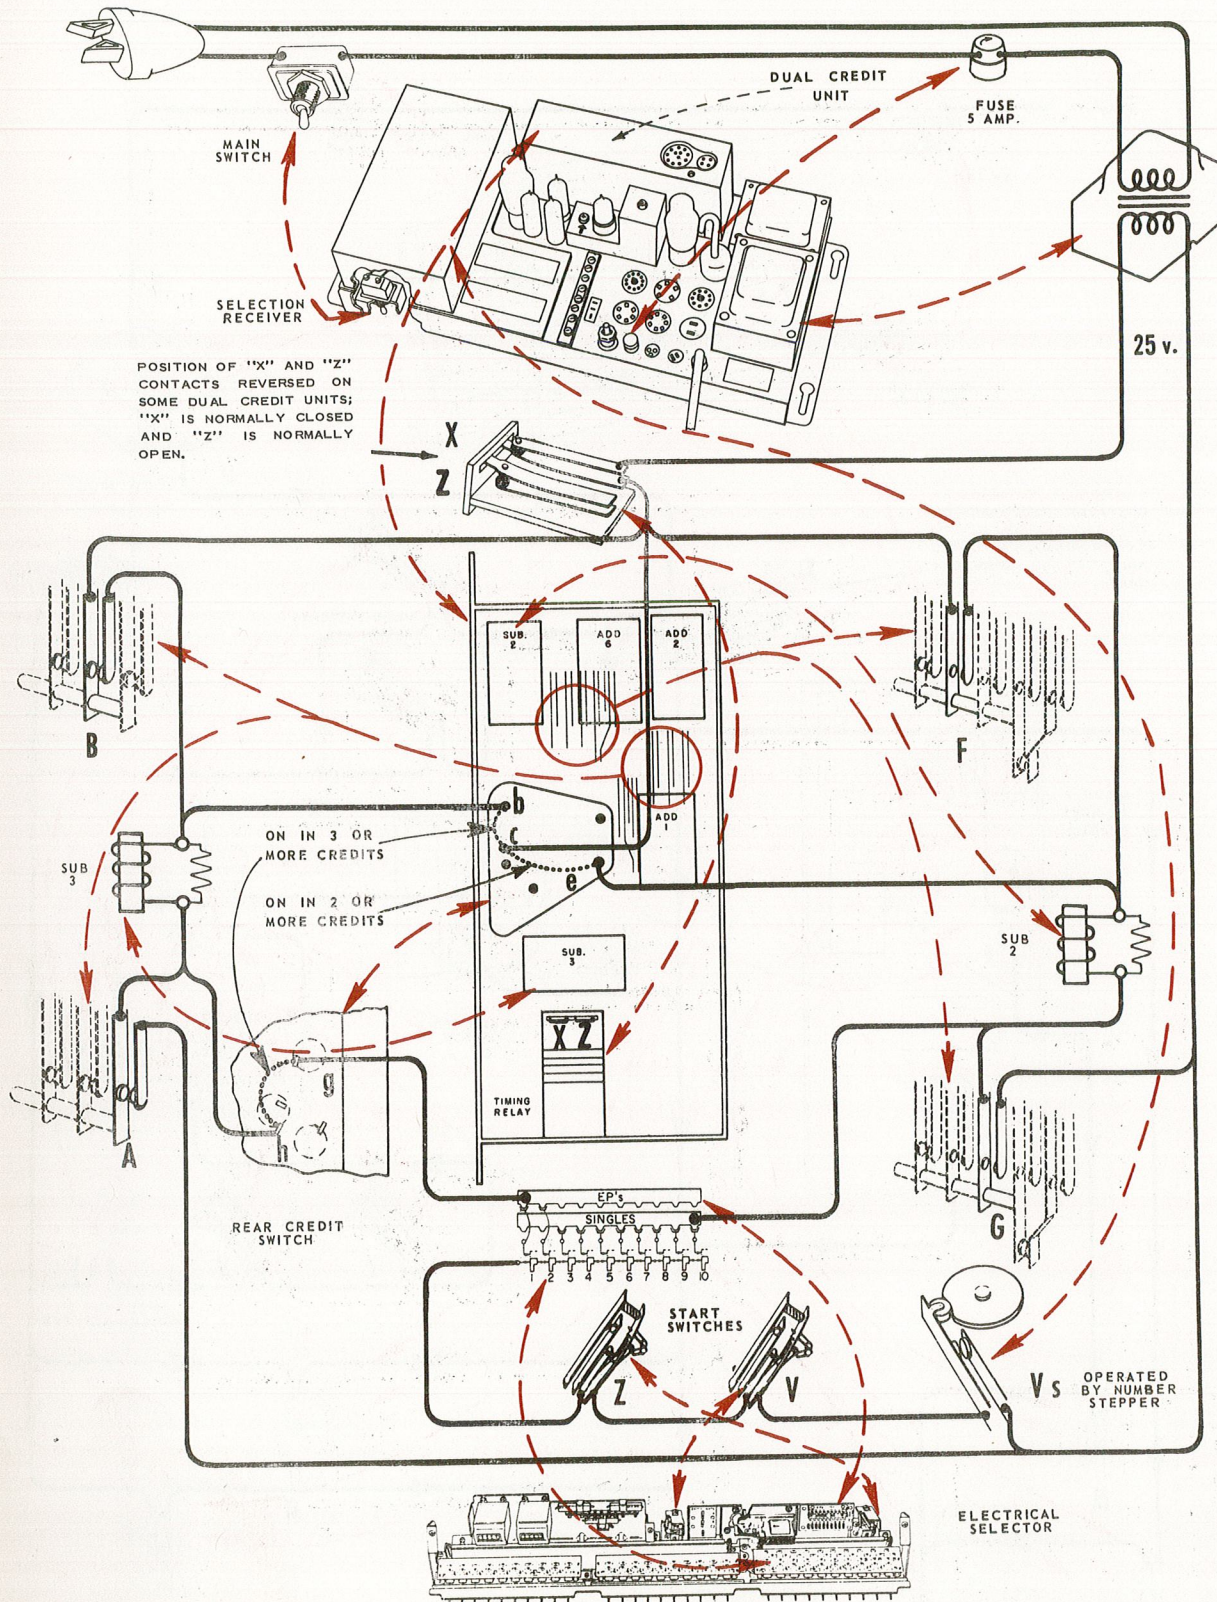 DUAL CREDIT
UNIT
FUSE
5 AMP.
MAIN
SWITCH
SELECTION
RECEIVER
25 v.
POSITION OF "X" AND "Z"
CONTACTS REVERSED ON
SOME DUAL CREDIT UNITS;
"X" IS NORMALLY CLOSED
AND "Z" IS NORMALLY
OPEN.
X
Z
SUB.
2
ADD
6
ADD
2
B
F
b
c
e
ADD
1
ON IN 3 OR
MORE CREDITS
ON IN 2 OR
MORE CREDITS
SUB
3
SUB
2
SUB.
3
X Z
TIMING
RELAY
g
h
A
G
REAR CREDIT
SWITCH
EP's
SINGLES
1 2 3 4 5 6 7 8 9 10
START
SWITCHES
Z
V
Vs
OPERATED
BY NUMBER
STEPPER
ELECTRICAL
SELECTOR